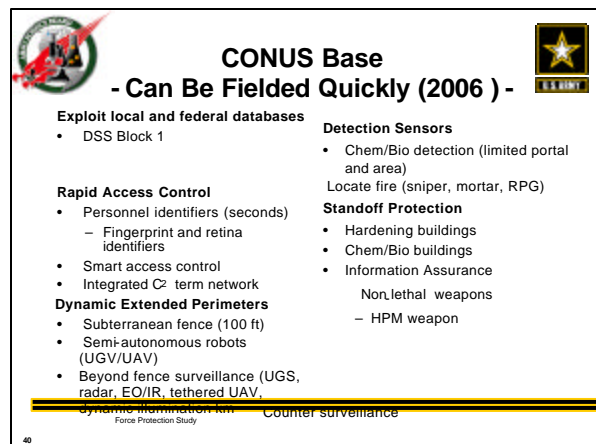 CONUS Base
- Can Be Fielded Quickly (2006 ) -
U.S. ARMY
Exploit local and federal databases
• DSS Block 1
Rapid Access Control
• Personnel identifiers (seconds)
– Fingerprint and retina
identifiers
• Smart access control
• Integrated C2 term network
Dynamic Extended Perimeters
• Subterranean fence (100 ft)
• Semi-autonomous robots
(UGV/UAV)
• Beyond fence surveillance (UGS,
radar, EO/IR, tethered UAV,
dynamic illumination km
Detection Sensors
• Chem/Bio detection (limited portal
and area)
Locate fire (sniper, mortar, RPG)
Standoff Protection
• Hardening buildings
• Chem/Bio buildings
• Information Assurance
Non-lethal weapons
– HPM weapon
Counter surveillance
Force Protection Study
40